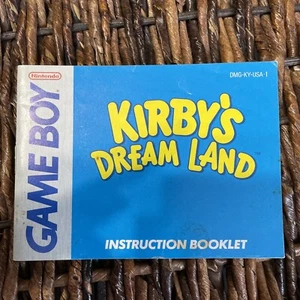 Nintendo
GAME BOY
DMG-KY-USA-1
KIRBY'S
DREAM LAND
INSTRUCTION BOOKLET